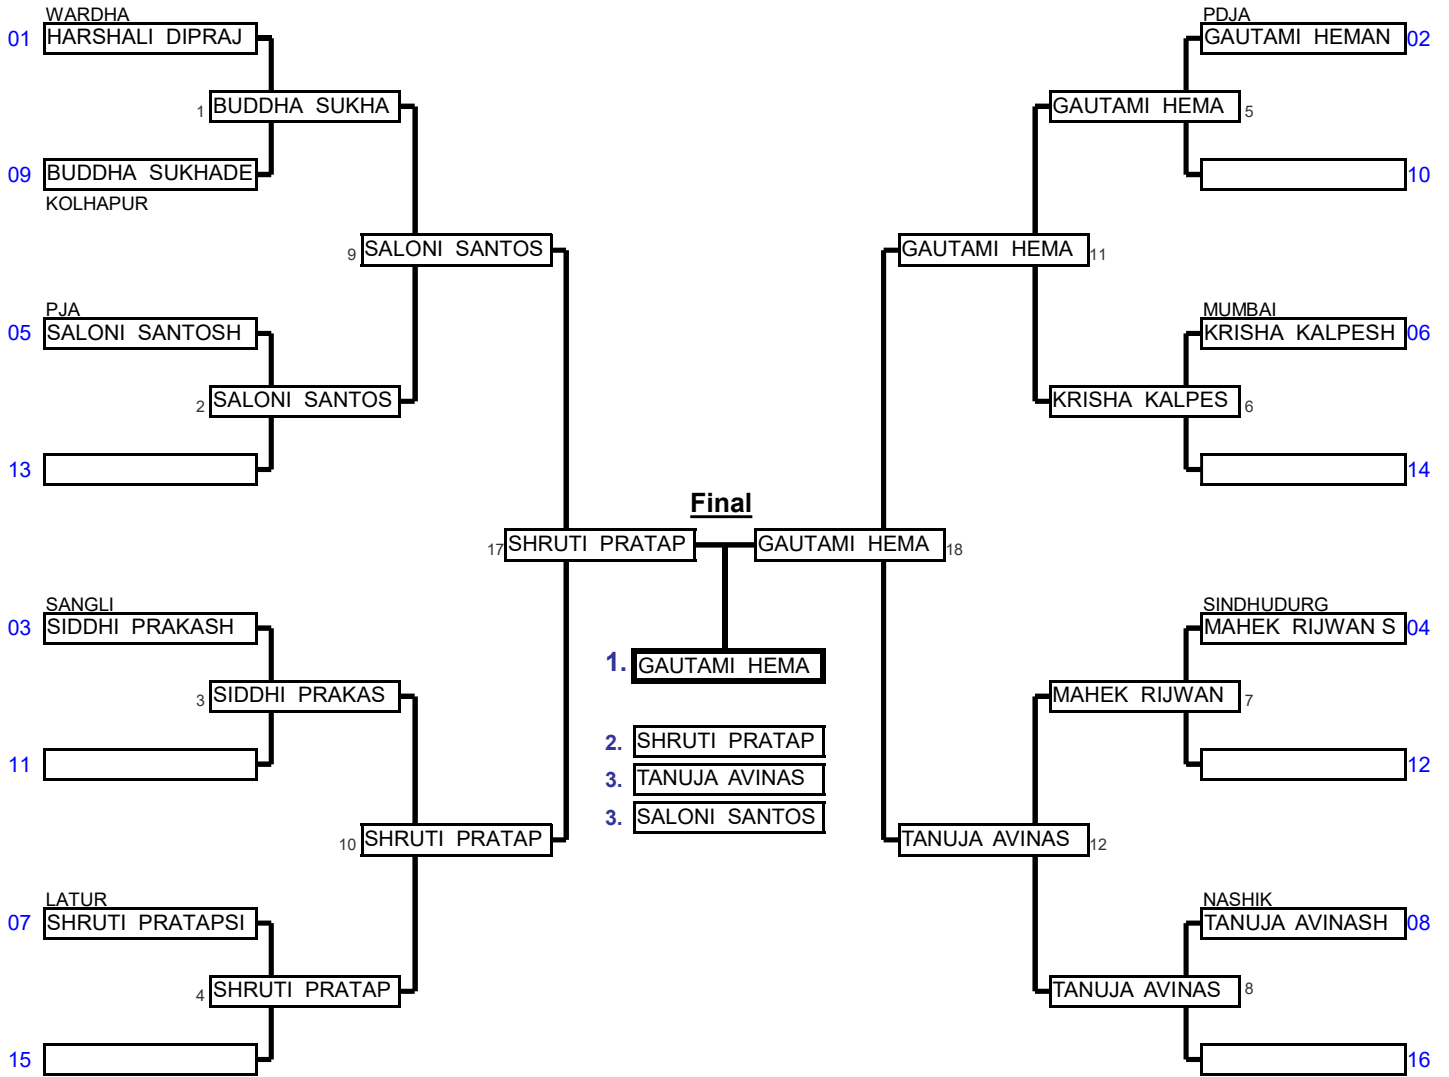 WARDHA
01 HARSHALI DIPRAJ
1 BUDDHA SUKHA
09 BUDDHA SUKHADE
KOLHAPUR
9 SALONI SANTOS
PJA
05 SALONI SANTOSH
2 SALONI SANTOS
13
17 SHRUTI PRATAP
SANGLI
03 SIDDHI PRAKASH
3 SIDDHI PRAKAS
11
10 SHRUTI PRATAP
LATUR
07 SHRUTI PRATAPSI
4 SHRUTI PRATAP
15
Final
1. GAUTAMI HEMA
2. SHRUTI PRATAP
3. TANUJA AVINAS
3. SALONI SANTOS
PDJA
GAUTAMI HEMAN 02
GAUTAMI HEMA 5
10
GAUTAMI HEMA 11
MUMBAI
KRISHA KALPESH 06
KRISHA KALPES 6
14
GAUTAMI HEMA 18
SINDHUDURG
MAHEK RIJWAN S 04
MAHEK RIJWAN 7
12
TANUJA AVINAS 12
NASHIK
TANUJA AVINASH 08
TANUJA AVINAS 8
16